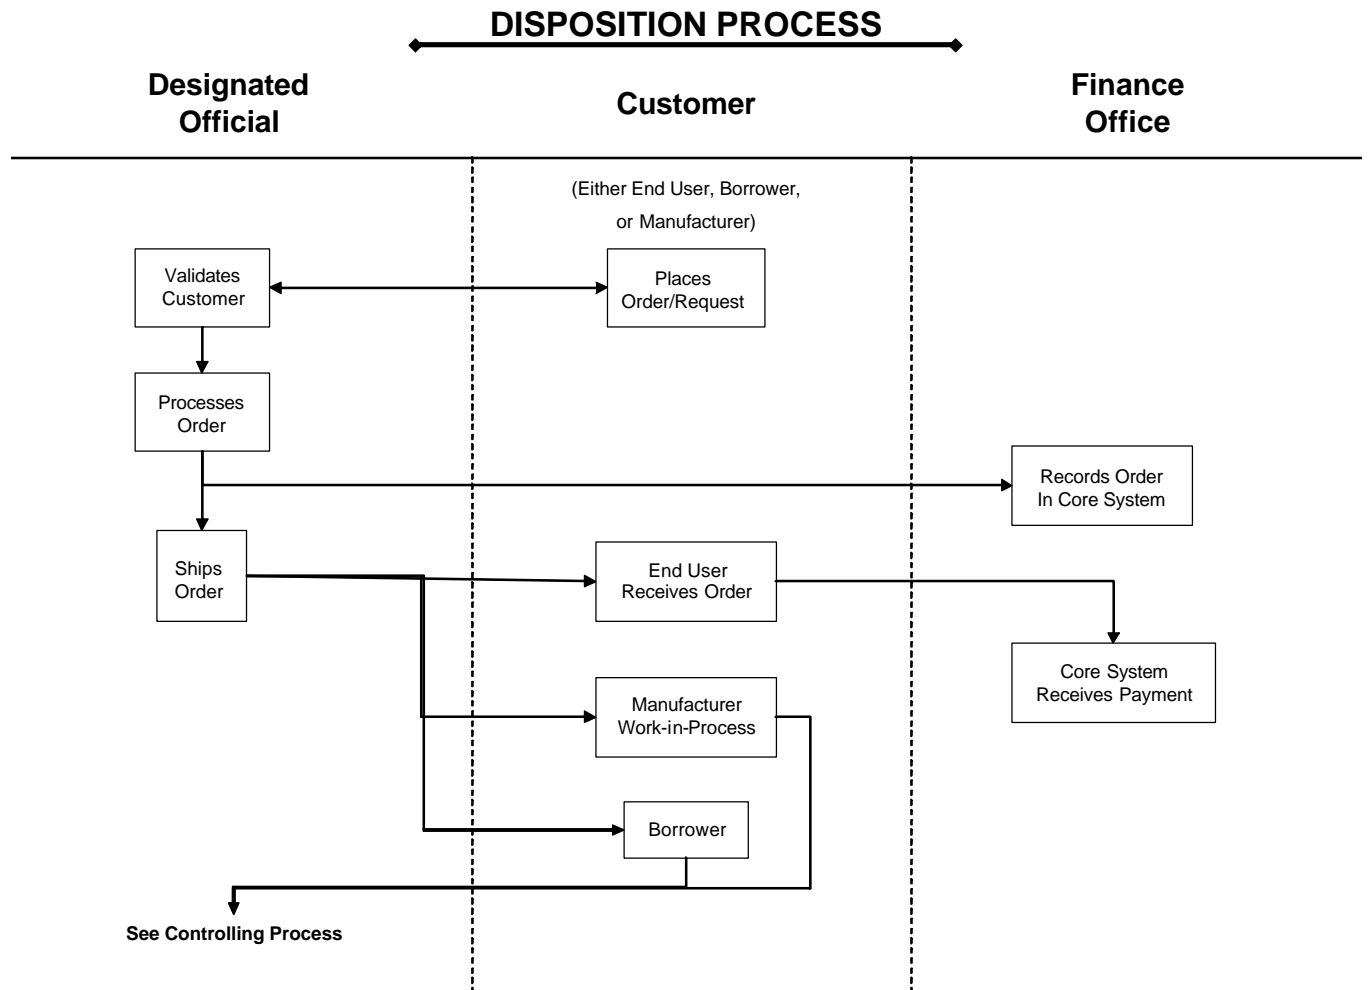 DISPOSITION PROCESS
Designated
Official
Customer
Finance
Office
(Either End User, Borrower,
or Manufacturer)
Validates
Customer
Places
Order/Request
Processes
Order
Records Order
In Core System
Ships
Order
End User
Receives Order
Core System
Receives Payment
Manufacturer
Work-in-Process
Borrower
See Controlling Process